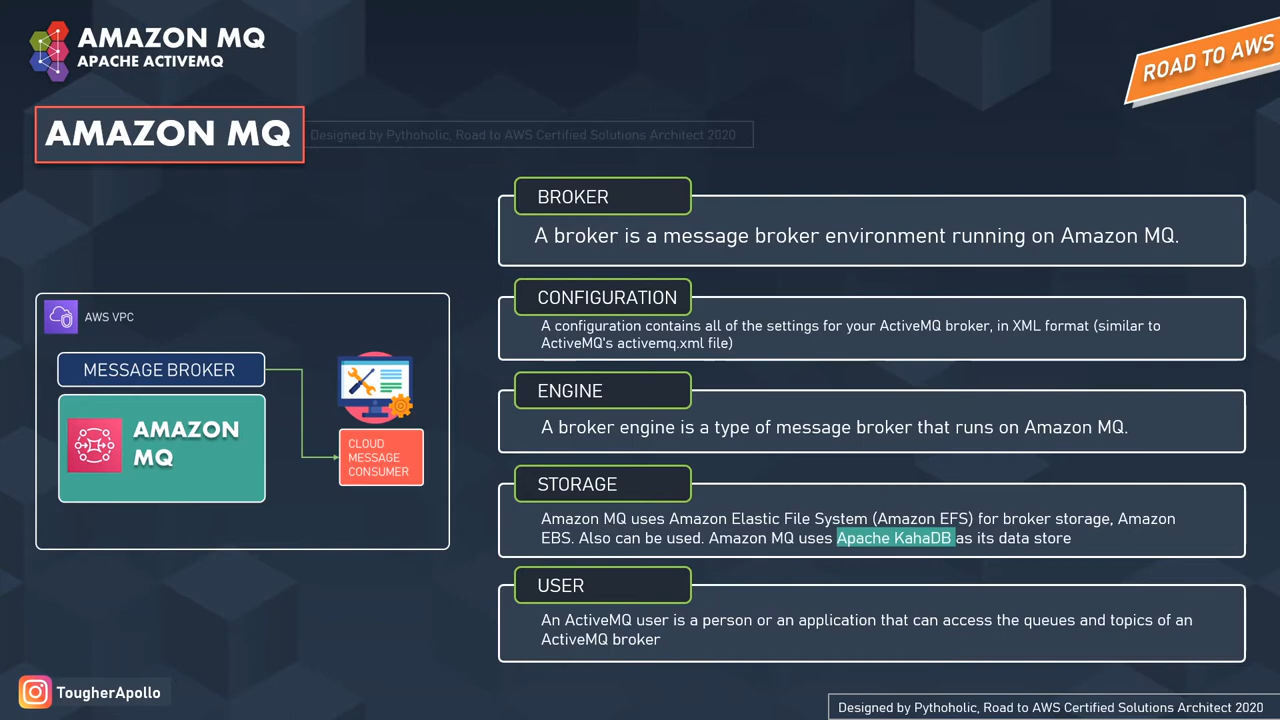 AMAZON MQ
APACHE ACTIVEMQ
ROAD TO AWS
AMAZON MQ
Designed by Pythoholic, Road to AWS Certified Solutions Architect 2020
BROKER
A broker is a message broker environment running on Amazon MQ.
CONFIGURATION
A configuration contains all of the settings for your ActiveMQ broker, in XML format (similar to
ActiveMQ's activemq.xml file)
AWS VPC
MESSAGE BROKER
AMAZON
MQ
CLOUD
MESSAGE
CONSUMER
ENGINE
A broker engine is a type of message broker that runs on Amazon MQ.
STORAGE
Amazon MQ uses Amazon Elastic File System (Amazon EFS) for broker storage, Amazon
EBS. Also can be used. Amazon MQ uses Apache KahaDB as its data store
USER
An ActiveMQ user is a person or an application that can access the queues and topics of an
ActiveMQ broker
TougherApollo
Designed by Pythoholic, Road to AWS Certified Solutions Architect 2020